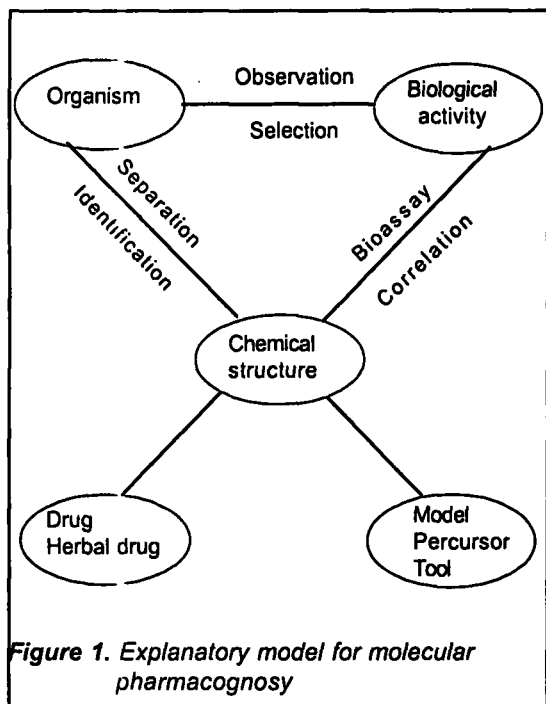 Organism
Observation
Selection
Biological
activity
Separation
Identification
Bioassay
Correlation
Chemical
structure
Drug
Herbal drug
Model
Percursor
Tool
Figure 1. Explanatory model for molecular
pharmacognosy